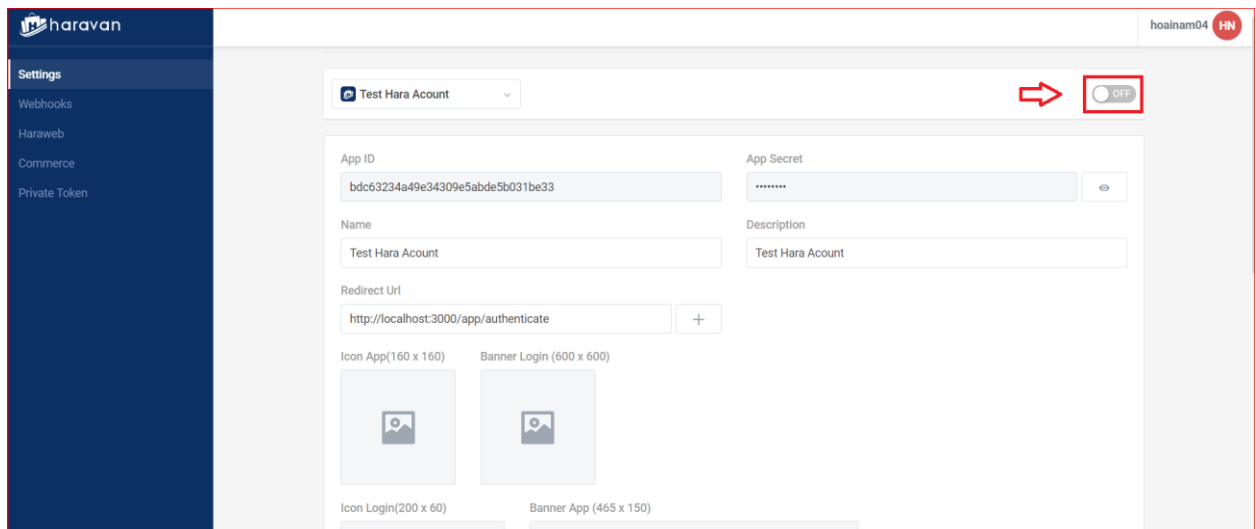 haravan
hoainam04 HN
Settings
Webhooks
Haraweb
Commerce
Private Token
Test Hara Acount
OFF
App ID
App Secret
bdc63234a49e34309e5abde5b031be33
••••••••
Name
Description
Test Hara Acount
Test Hara Acount
Redirect Url
http://localhost:3000/app/authenticate
Icon App(160 x 160)
Banner Login (600 x 600)
Icon Login(200 x 60)
Banner App (465 x 150)